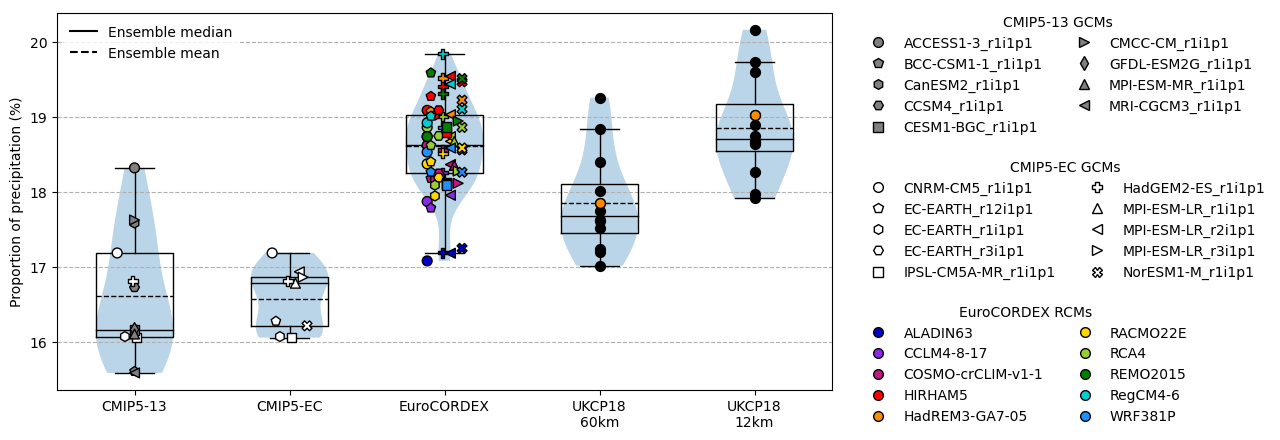 Ensemble median
Ensemble mean
Proportion of precipitation (%)
20
19
18
17
16
CMIP5-13
CMIP5-EC
EuroCORDEX
UKCP18
60km
UKCP18
12km
CMIP5-13 GCMs
ACCESS1-3_r1i1p1
BCC-CSM1-1_r1i1p1
CanESM2_r1i1p1
CCSM4_r1i1p1
CESM1-BGC_r1i1p1
CMCC-CM_r1i1p1
GFDL-ESM2G_r1i1p1
MPI-ESM-MR_r1i1p1
MRI-CGCM3_r1i1p1
CMIP5-EC GCMs
CNRM-CM5_r1i1p1
EC-EARTH_r12i1p1
EC-EARTH_r1i1p1
EC-EARTH_r3i1p1
IPSL-CM5A-MR_r1i1p1
HadGEM2-ES_r1i1p1
MPI-ESM-LR_r1i1p1
MPI-ESM-LR_r2i1p1
MPI-ESM-LR_r3i1p1
NorESM1-M_r1i1p1
EuroCORDEX RCMs
ALADIN63
CCLM4-8-17
COSMO-crCLIM-v1-1
HIRHAM5
HadREM3-GA7-05
RACMO22E
RCA4
REMO2015
RegCM4-6
WRF381P